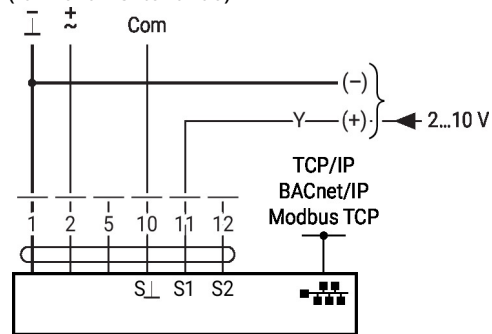 Com
(–)
Y (+) 2...10 V
TCP/IP
BACnet/IP
Modbus TCP
1 2 5 10 11 12
S⊥ S1 S2